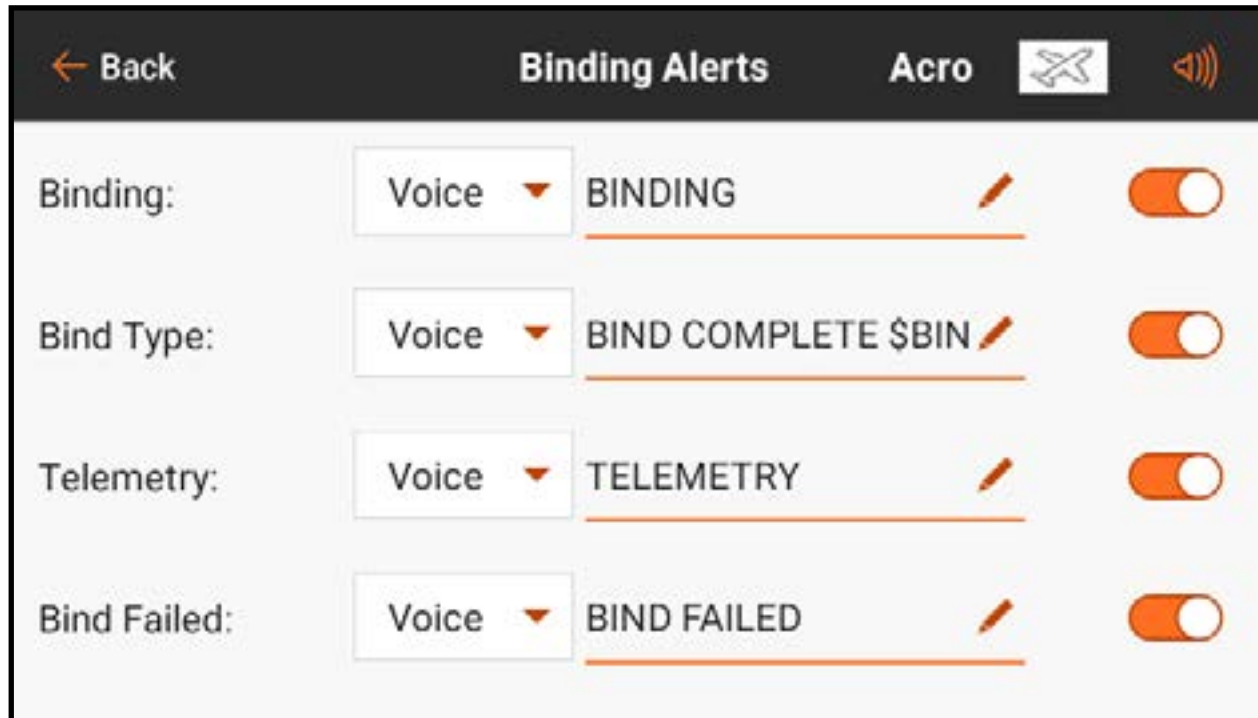 Back Binding Alerts Acro
Binding: Voice BINDING
Bind Type: Voice BIND COMPLETE $BIN
Telemetry: Voice TELEMETRY
Bind Failed: Voice BIND FAILED